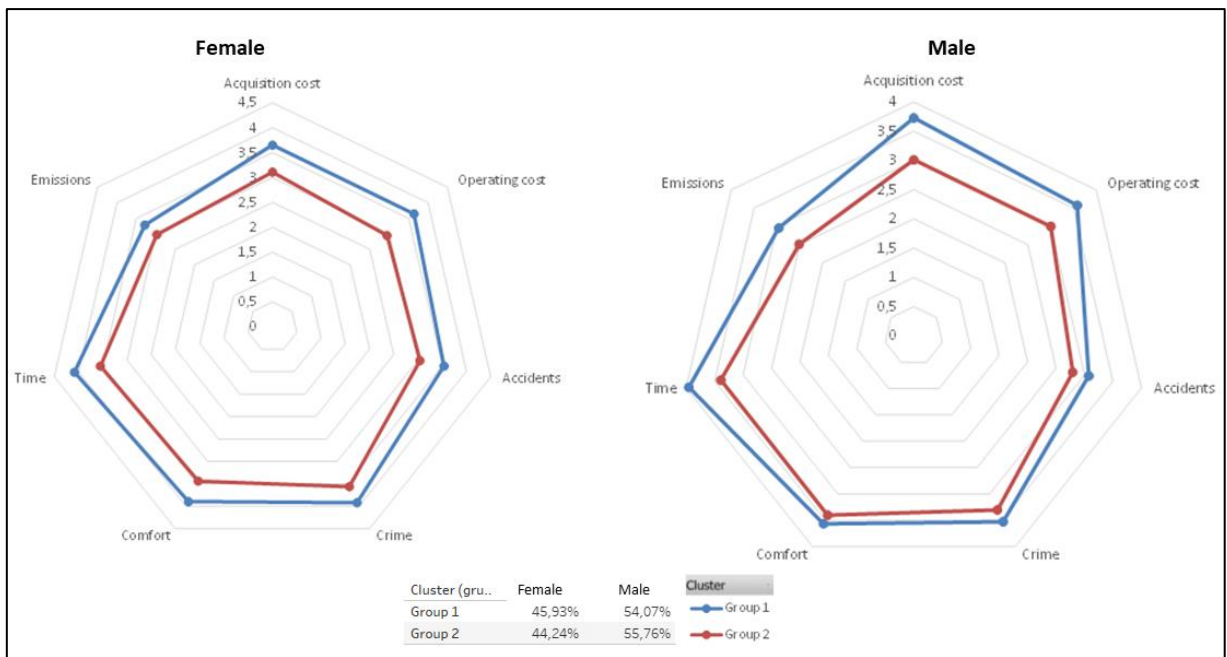 Female
Acquisition cost
4,5
4
3,5
3
2,5
2
1,5
1
0,5
0
Operating cost
Accidents
Crime
Comfort
Time
Emissions
Male
Acquisition cost
4
3,5
3
2,5
2
1,5
1
0,5
0
Operating cost
Accidents
Crime
Comfort
Time
Emissions
Cluster (gru.. Female Male
Group 1 45,93% 54,07%
Group 2 44,24% 55,76%
Cluster
Group 1
Group 2